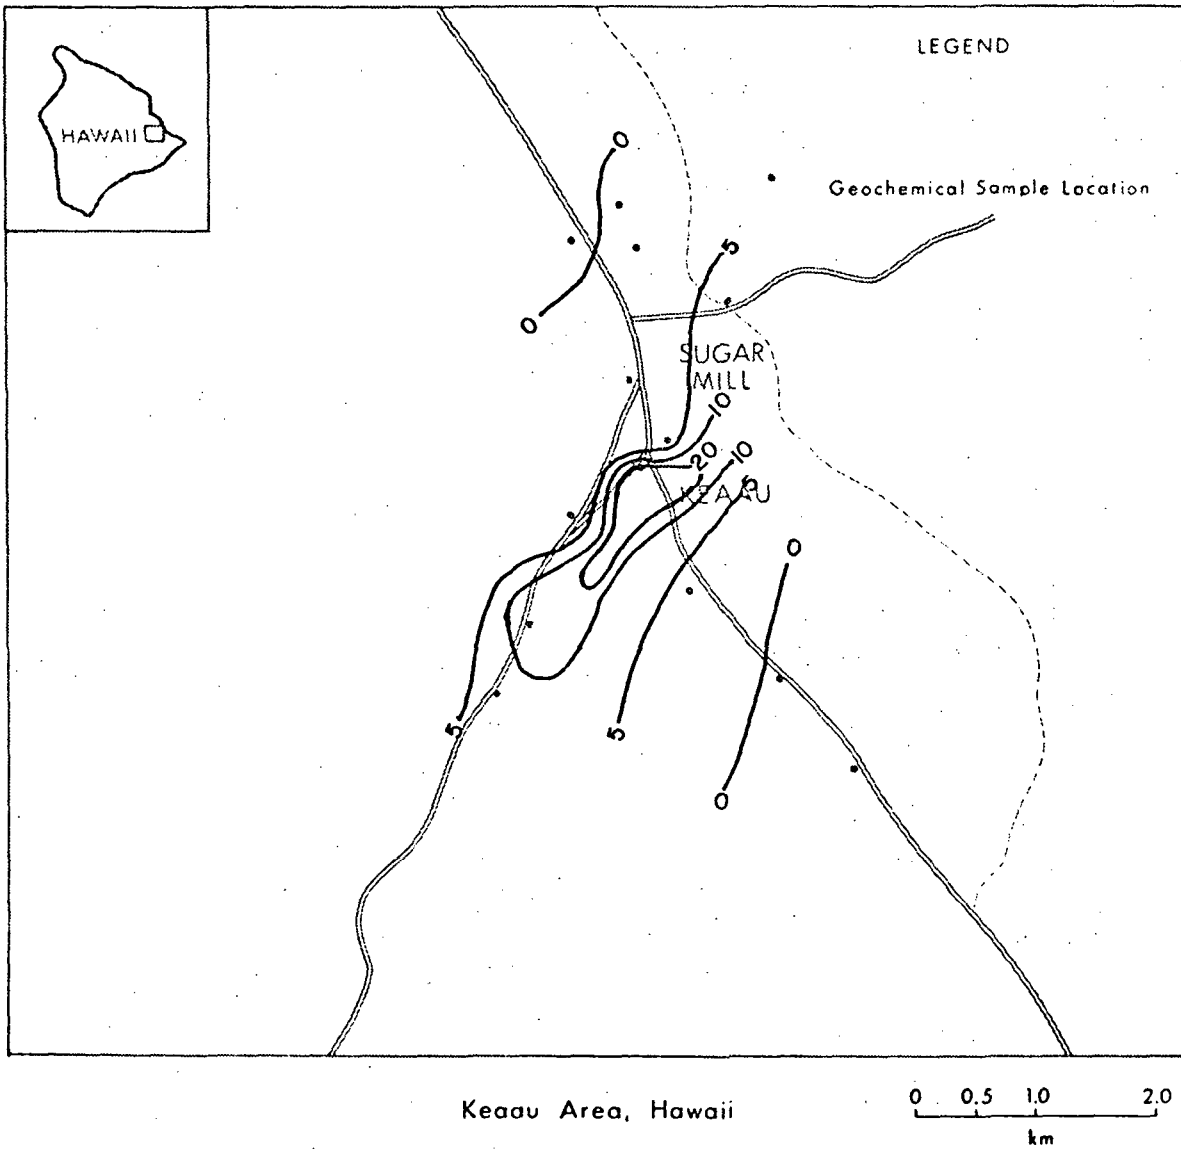 LEGEND
HAWAII
0
Geochemical Sample Location
5
0
SUGAR
MILL
10
20
10
KEAAU
5
0
5
5
0
Keaau Area, Hawaii
0 0.5 1.0 2.0
km